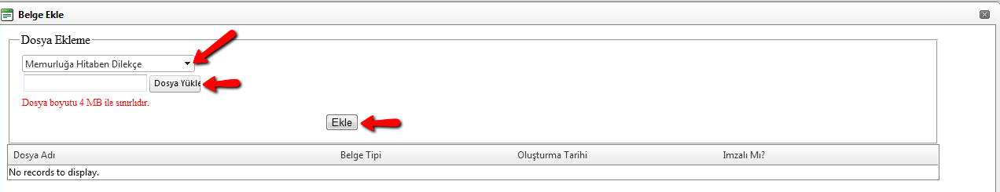 Belge Ekle
Dosya Ekleme
Memurluğa Hitaben Dilekçe
Dosya Yükle
Dosya boyutu 4 MB ile sınırlıdır.
Ekle
Dosya Adı Belge Tipi Oluşturma Tarihi Imzalı Mı?
No records to display.